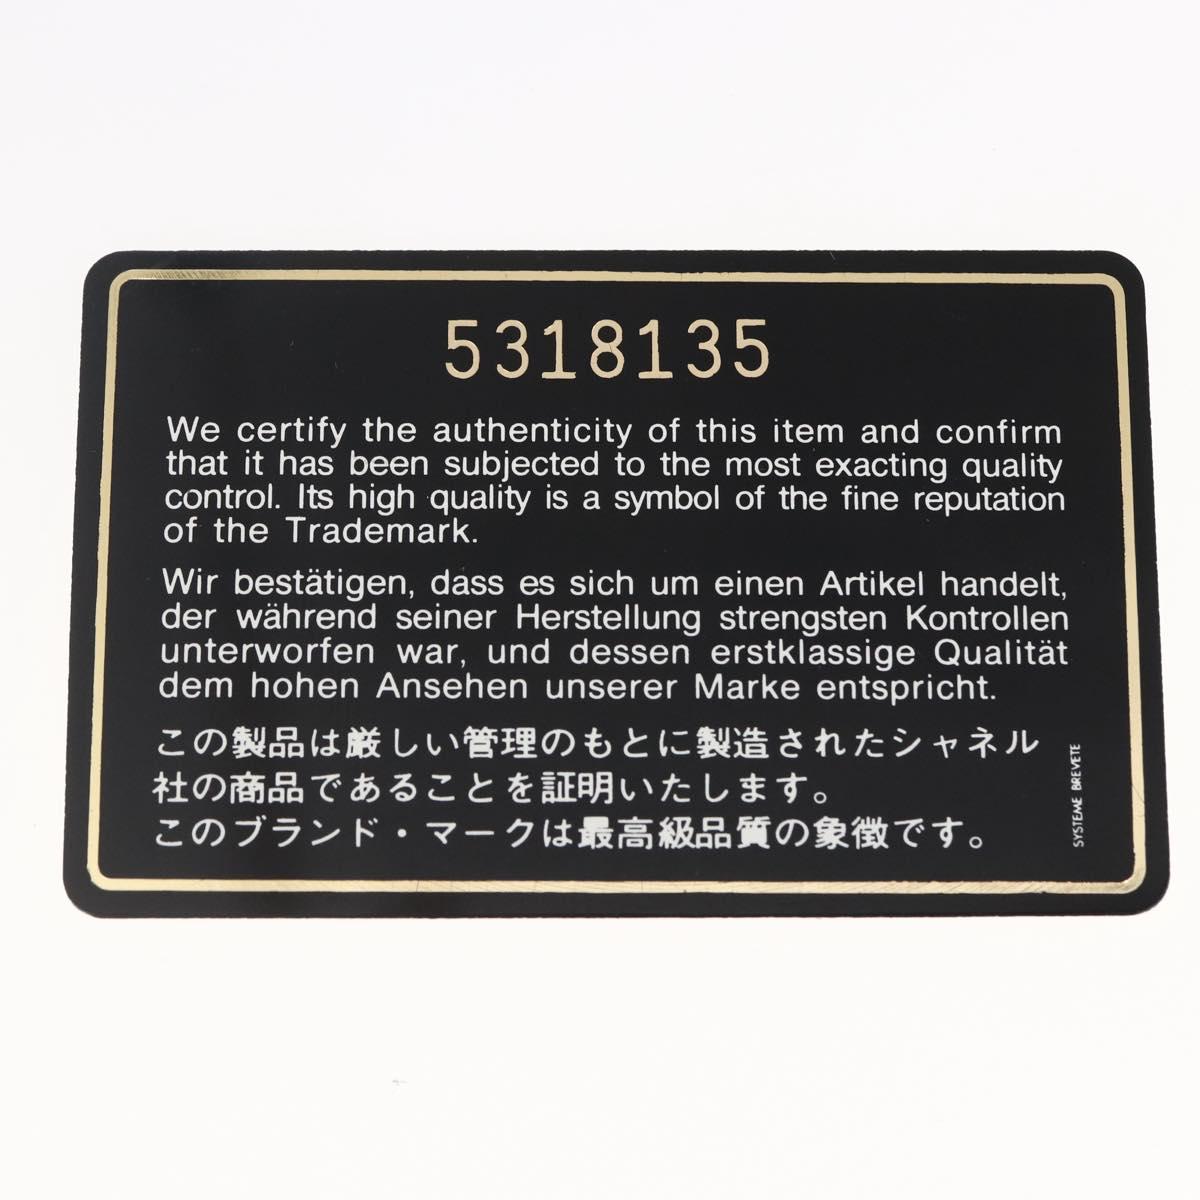 5318135
We certify the authenticity of this item and confirm
that it has been subjected to the most exacting quality
control. Its high quality is a symbol of the fine reputation
of the Trademark.
Wir bestätigen, dass es sich um einen Artikel handelt,
der während seiner Herstellung strengsten Kontrollen
unterworfen war, und dessen erstklassige Qualität
dem hohen Ansehen unserer Marke entspricht.
この製品は厳しい管理のもとに製造されたシャネル
社の商品であることを証明いたします。
このブランド・マークは最高級品質の象徴です。
SYSTEME BREVETE